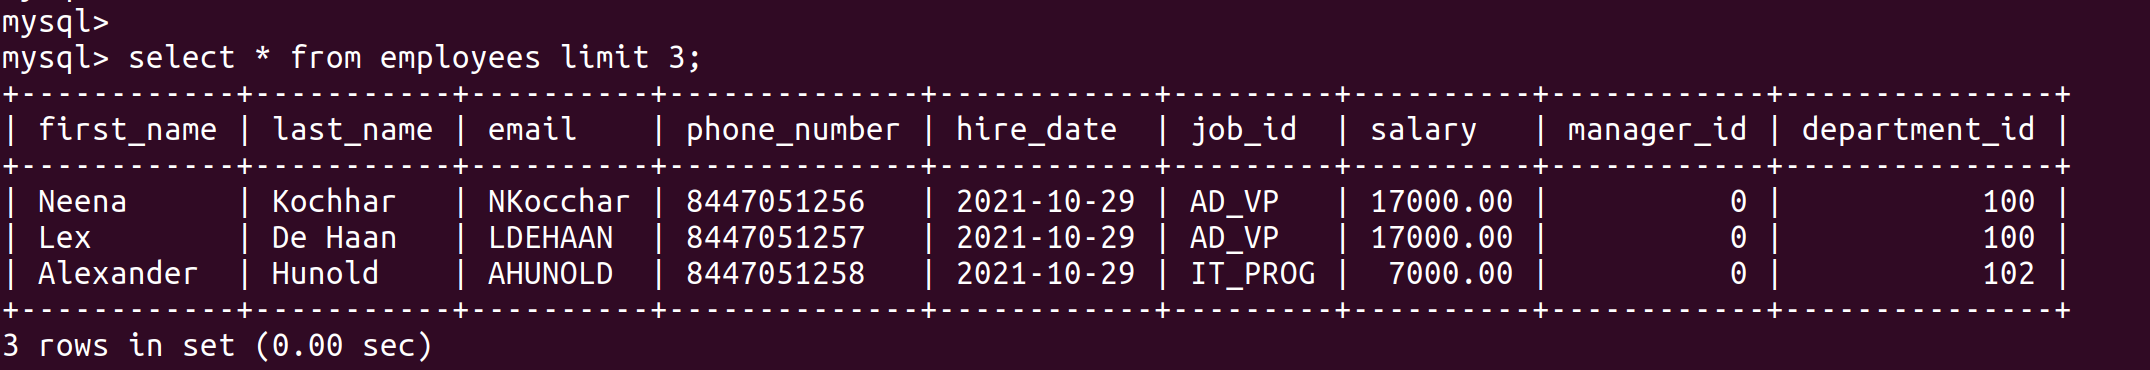 mysql>
mysql> select * from employees limit 3;
+------------+-----------+----------+--------------+------------+---------+----------+------------+---------------+
| first_name | last_name | email    | phone_number | hire_date  | job_id  | salary   | manager_id | department_id |
+------------+-----------+----------+--------------+------------+---------+----------+------------+---------------+
| Neena      | Kochhar   | NKocchar | 8447051256   | 2021-10-29 | AD_VP   | 17000.00 |          0 |           100 |
| Lex        | De Haan   | LDEHAAN  | 8447051257   | 2021-10-29 | AD_VP   | 17000.00 |          0 |           100 |
| Alexander  | Hunold    | AHUNOLD  | 8447051258   | 2021-10-29 | IT_PROG |  7000.00 |          0 |           102 |
+------------+-----------+----------+--------------+------------+---------+----------+------------+---------------+
3 rows in set (0.00 sec)